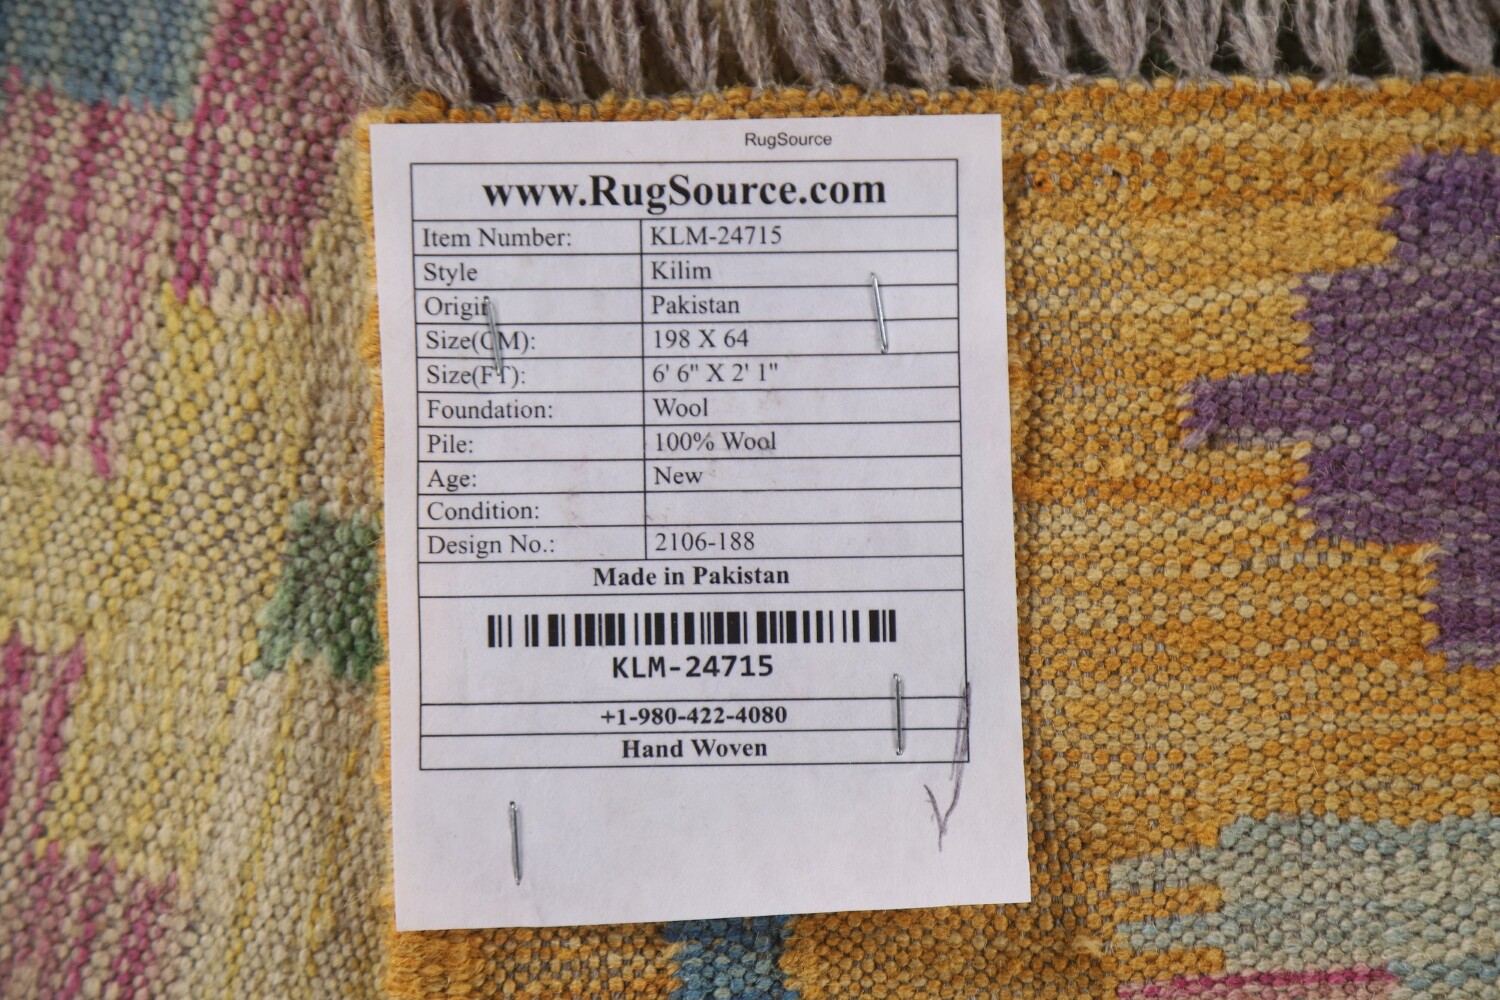 RugSource
www.RugSource.com
Item Number: KLM-24715
Style Kilim
Origin Pakistan
Size(CM): 198 X 64
Size(FT): 6' 6" X 2' 1"
Foundation: Wool
Pile: 100% Wool
Age: New
Condition:
Design No.: 2106-188
Made in Pakistan
KLM-24715
+1-980-422-4080
Hand Woven